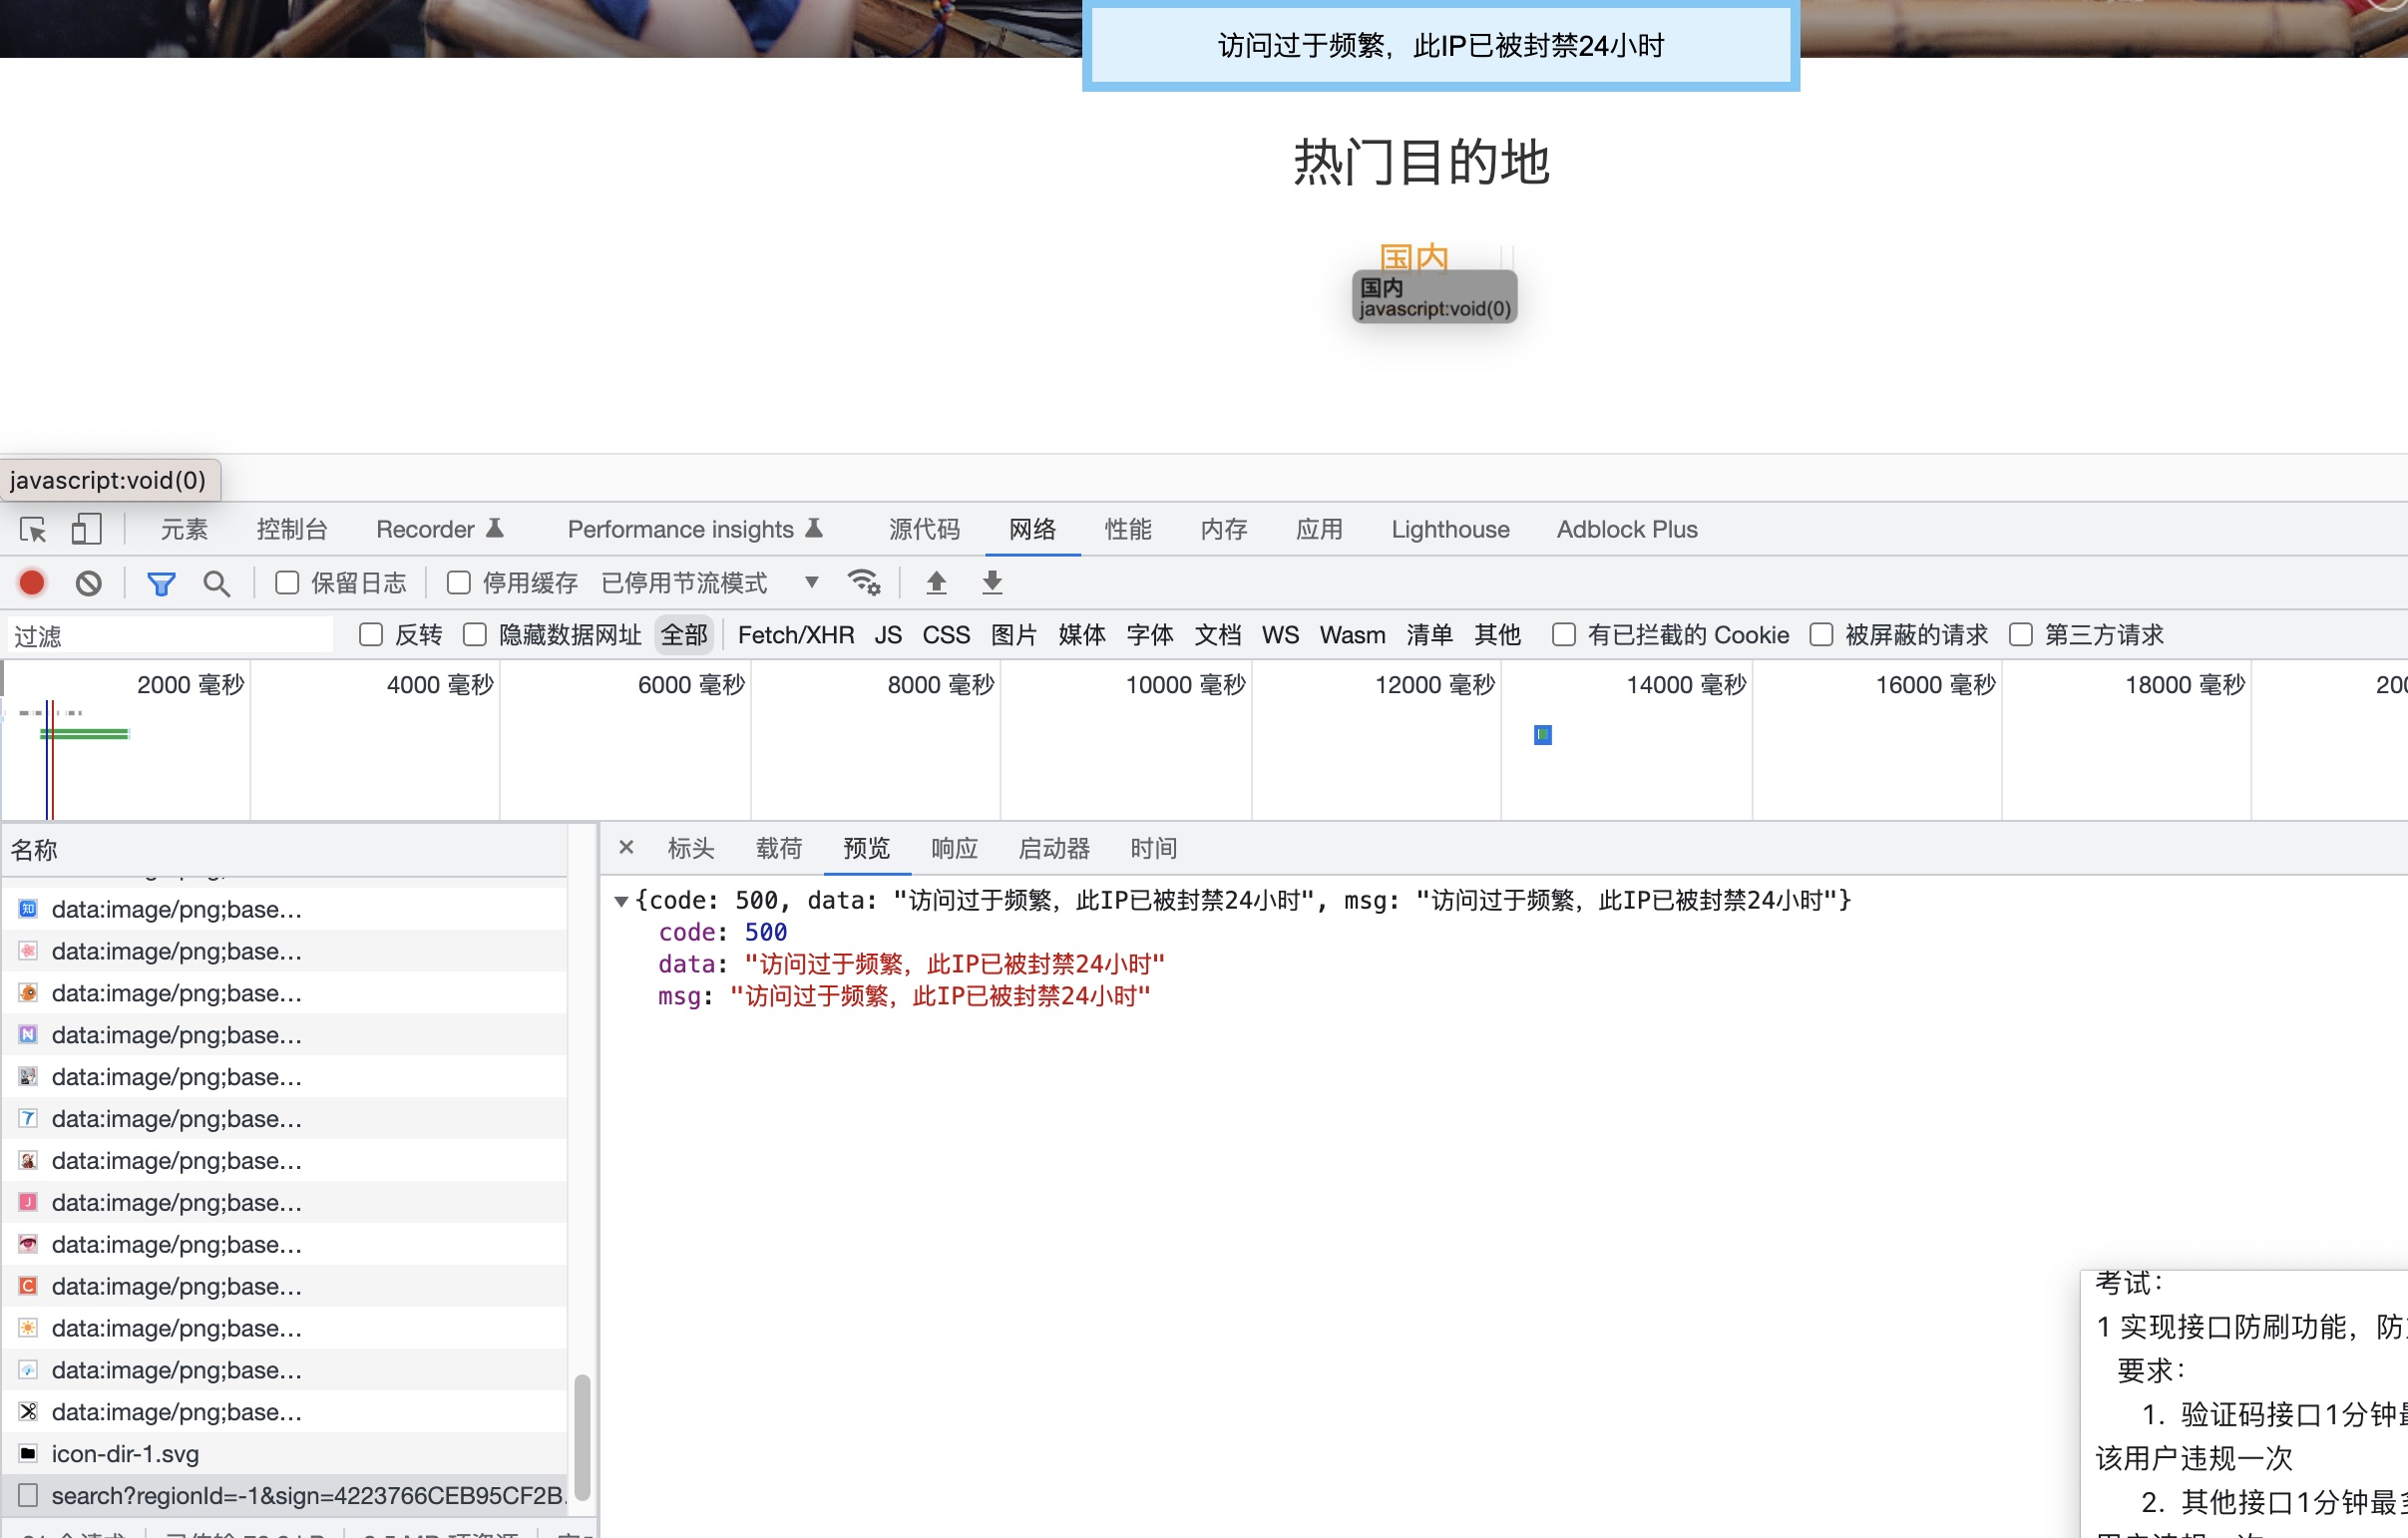 访问过于频繁，此IP已被封禁24小时
热门目的地
国内
国内
javascript:void(0)
javascript:void(0)
元素 控制台 Recorder Performance insights 源代码 网络 性能 内存 应用 Lighthouse Adblock Plus
保留日志 停用缓存 已停用节流模式
过滤 反转 隐藏数据网址 全部 Fetch/XHR JS CSS 图片 媒体 字体 文档 WS Wasm 清单 其他 有已拦截的 Cookie 被屏蔽的请求 第三方请求
2000 毫秒 4000 毫秒 6000 毫秒 8000 毫秒 10000 毫秒 12000 毫秒 14000 毫秒 16000 毫秒 18000 毫秒 200
名称
× 标头 载荷 预览 响应 启动器 时间
{code: 500, data: "访问过于频繁，此IP已被封禁24小时", msg: "访问过于频繁，此IP已被封禁24小时"}
code: 500
data: "访问过于频繁，此IP已被封禁24小时"
msg: "访问过于频繁，此IP已被封禁24小时"
data:image/png;base…
data:image/png;base…
data:image/png;base…
data:image/png;base…
data:image/png;base…
data:image/png;base…
data:image/png;base…
data:image/png;base…
data:image/png;base…
data:image/png;base…
data:image/png;base…
data:image/png;base…
data:image/png;base…
icon-dir-1.svg
search?regionId=-1&sign=4223766CEB95CF2B
考试：
1 实现接口防刷功能，防
要求：
1. 验证码接口1分钟最
该用户违规一次
2. 其他接口1分钟最多